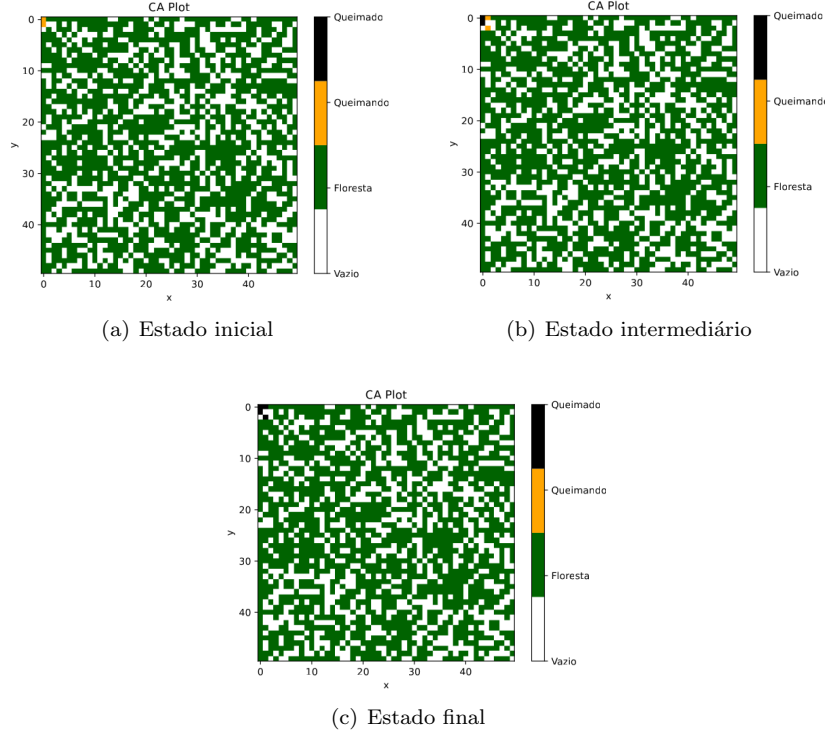 CA Plot
0
10
20
30
40
y
0
10
20
30
40
x
Queimado
Queimando
Floresta
Vazio
(a) Estado inicial
CA Plot
0
10
20
30
40
y
0
10
20
30
40
x
Queimado
Queimando
Floresta
Vazio
(b) Estado intermediário
CA Plot
0
10
20
30
40
y
0
10
20
30
40
x
Queimado
Queimando
Floresta
Vazio
(c) Estado final